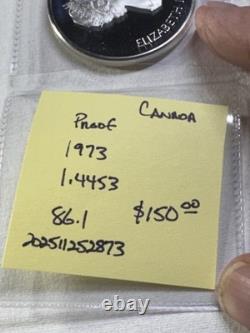 ELIZABETH
Proof Canada
1973
1.4453
86.1 $150.00
202511252873